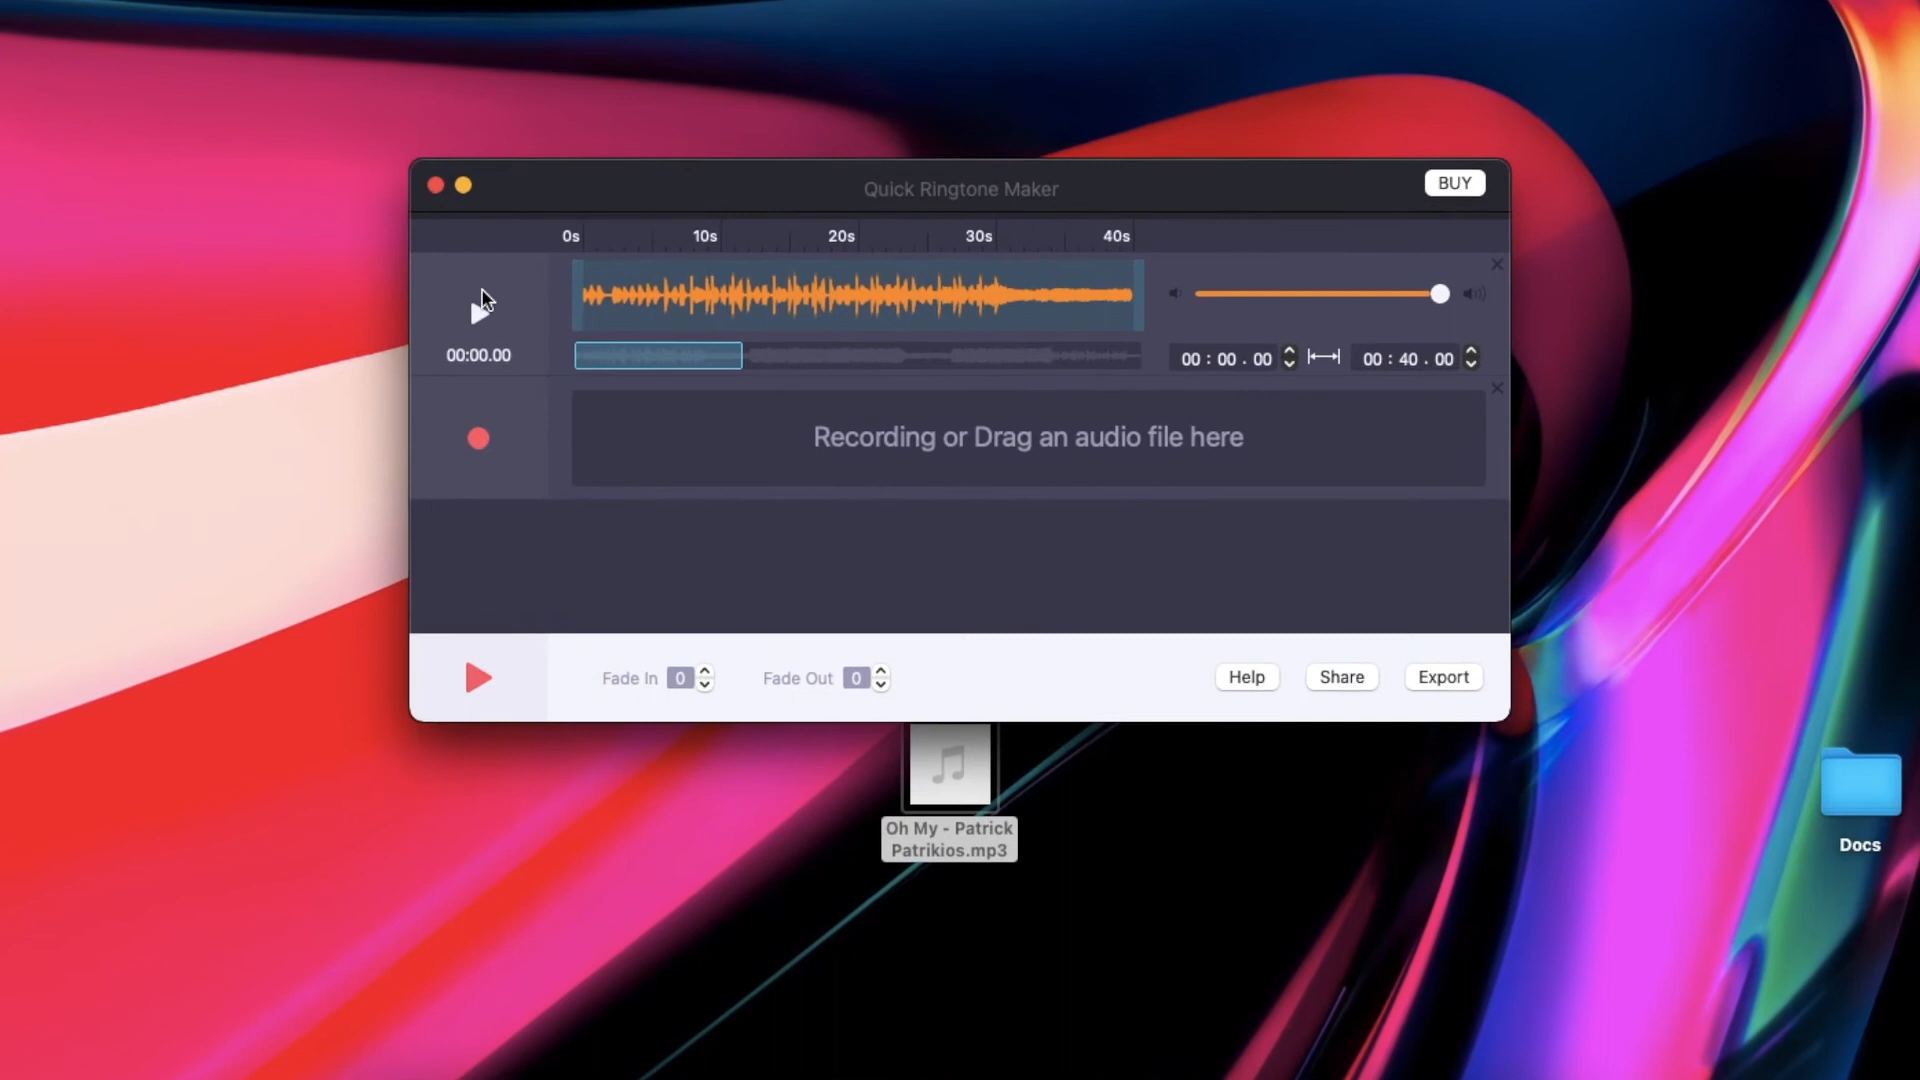 Quick Ringtone Maker
BUY
0s 10s 20s 30s 40s
00:00.00
00 : 00 . 00 00 : 40 . 00
Recording or Drag an audio file here
Fade In 0 Fade Out 0 Help Share Export
Oh My - Patrick
Patrikios.mp3
Docs